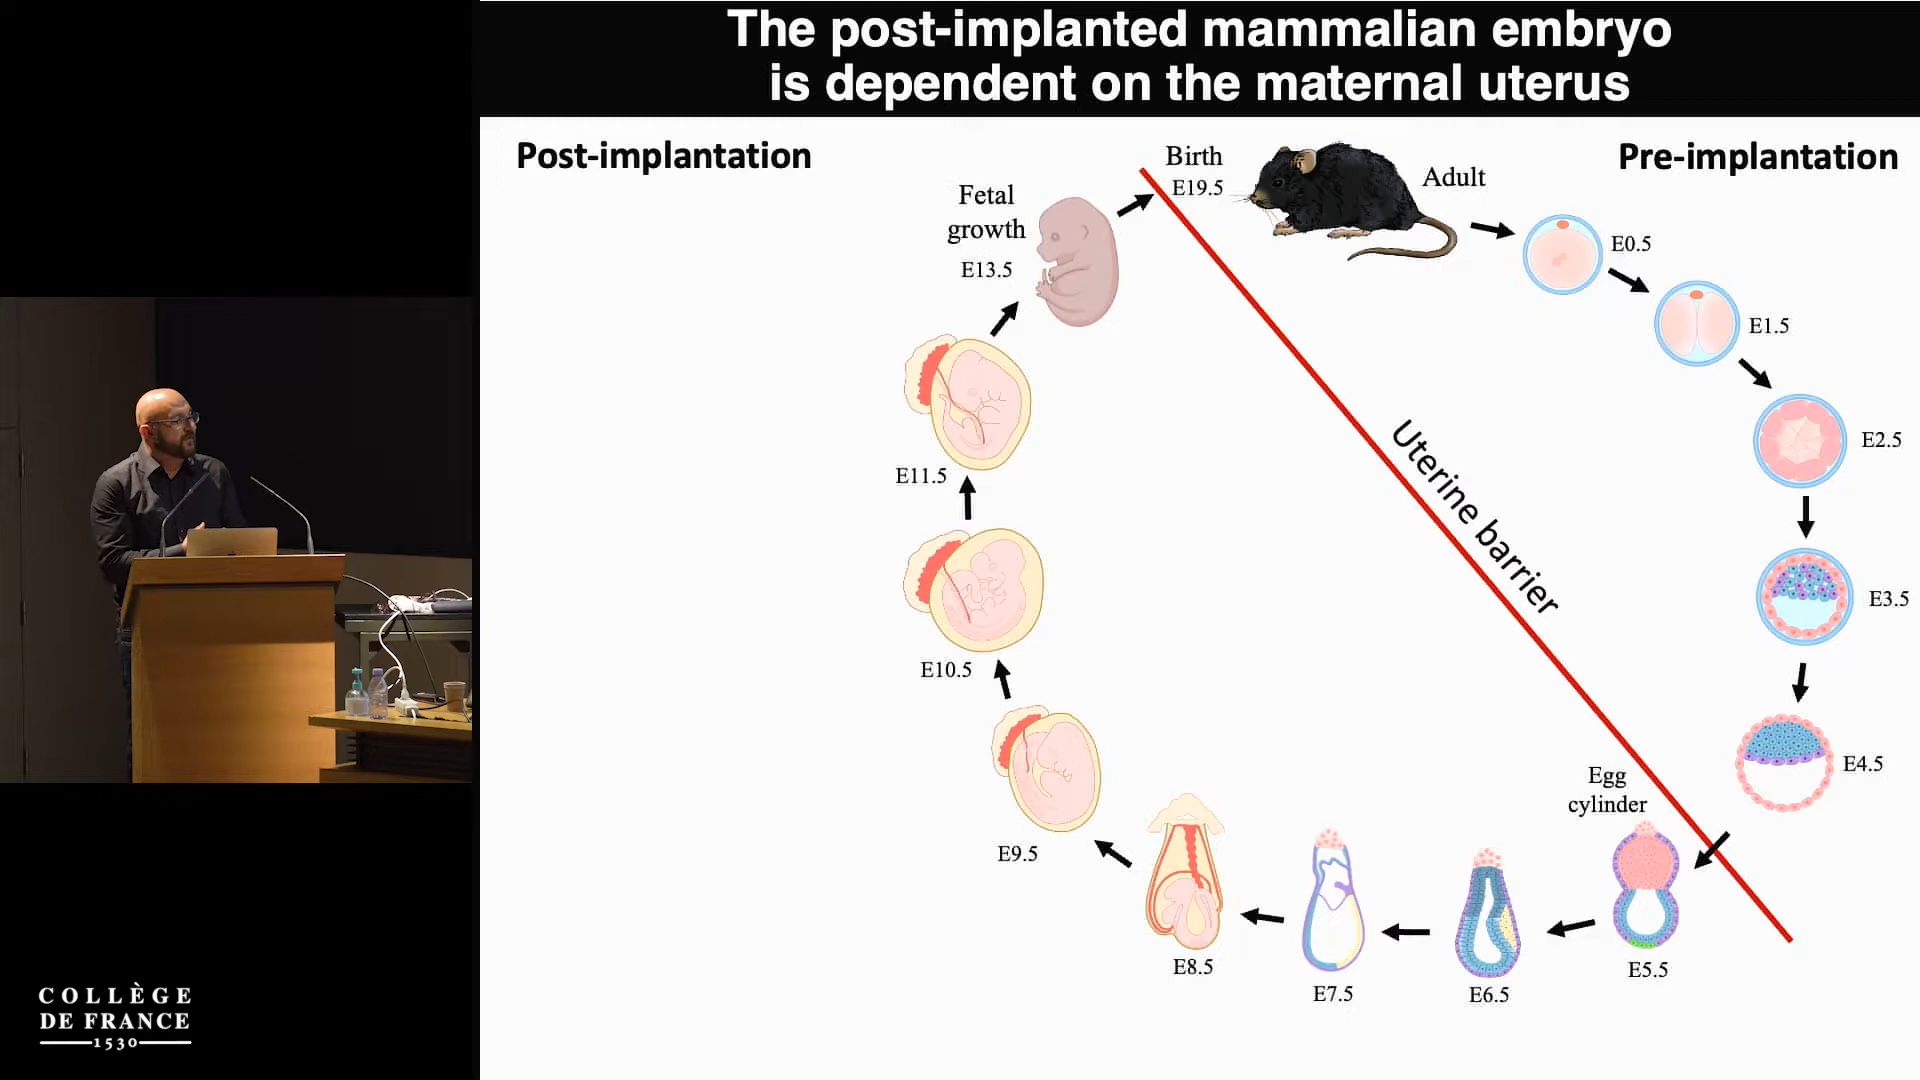 The post-implanted mammalian embryo
is dependent on the maternal uterus
Post-implantation
Pre-implantation
Birth
E19.5
Adult
E0.5
E1.5
E2.5
E3.5
E4.5
Uterine barrier
Egg
cylinder
E5.5
E6.5
E7.5
E8.5
E9.5
E10.5
E11.5
Fetal
growth
E13.5
COLLÈGE
DE FRANCE
1530